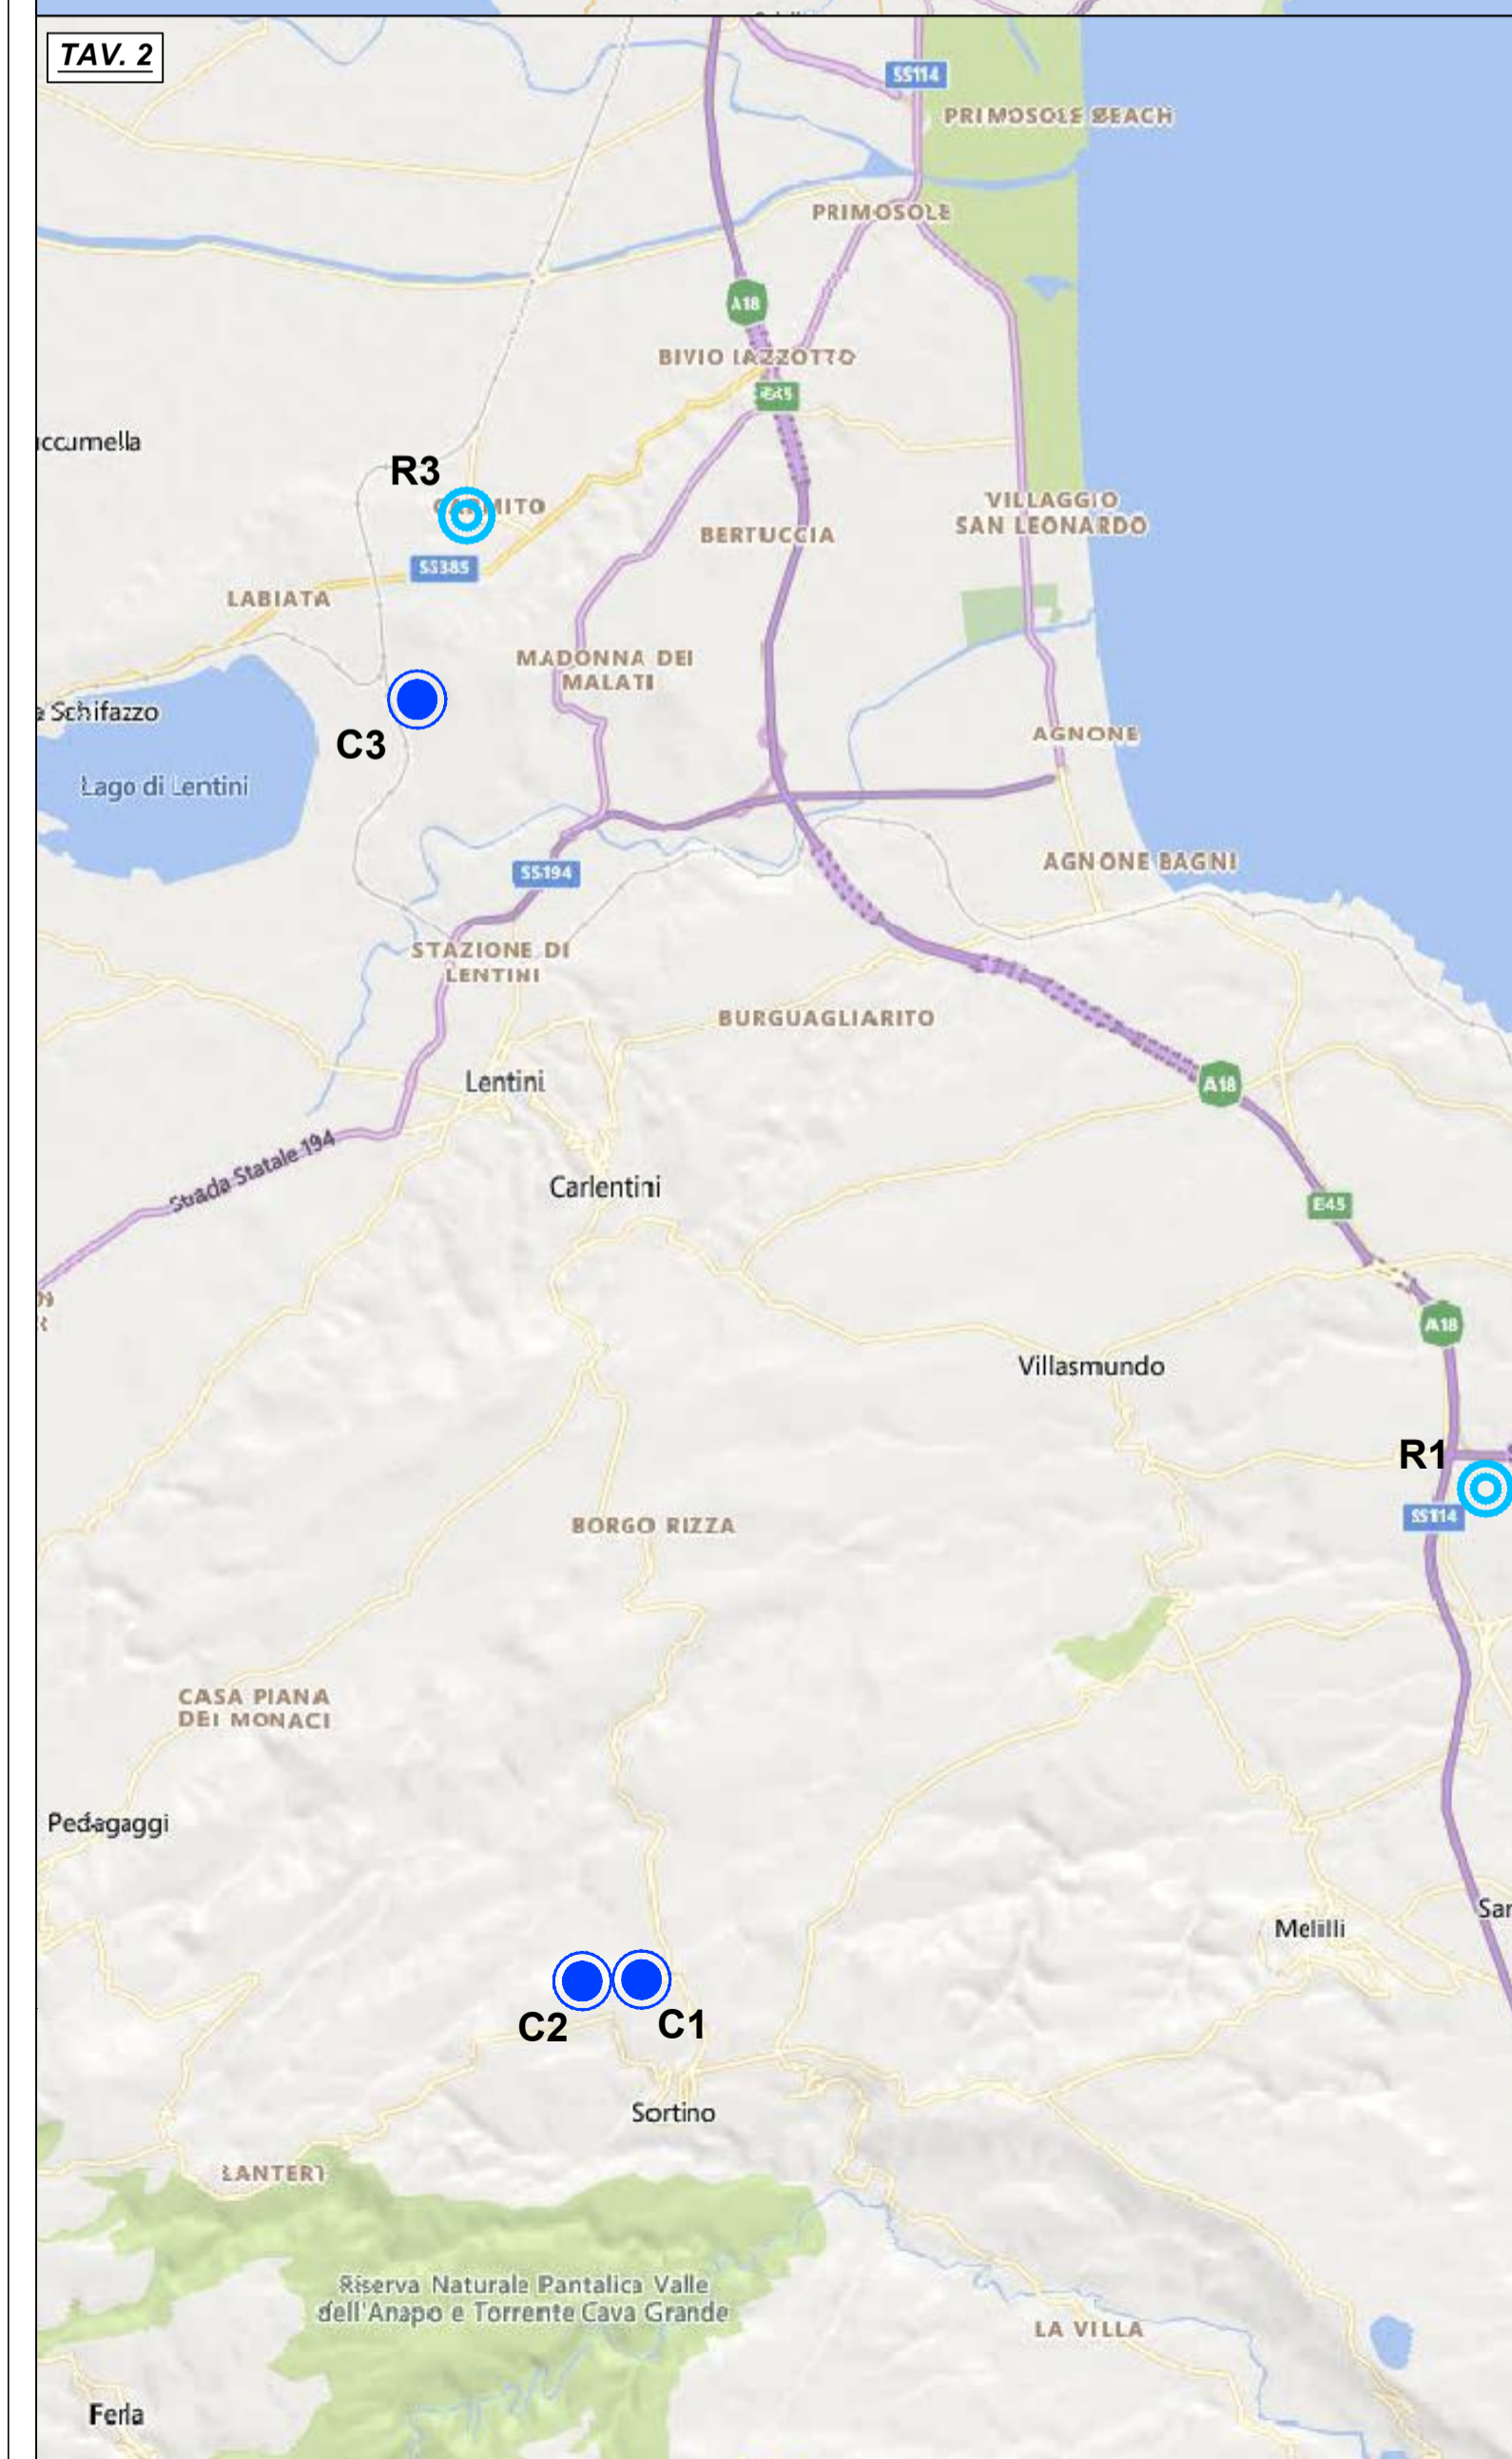 TAV. 2
SS114
PRIMOSOLE BEACH
PRIMOSOLE
A18
BIVIO IAZZOTTO
E45
R3
SS385
LABIATA
BERTUCCIA
VILLAGGIO
SAN LEONARDO
MADONNA DEI
MALATI
Schifazzo
C3
AGNONE
Lago di Lentini
AGNONE BAGNI
SS194
STAZIONE DI
LENTINI
BURGUAGLIARITO
Lentini
A18
Strada Statale 194
Carlentini
E45
A18
Villasmundo
R1
SS114
BORGO RIZZA
CASA PIANA
DEI MONACI
Pedagaggi
Melilli
C2
C1
Sortino
LANTERI
Riserva Naturale Pantalica Valle
dell'Anapo e Torrente Cava Grande
LA VILLA
Ferla